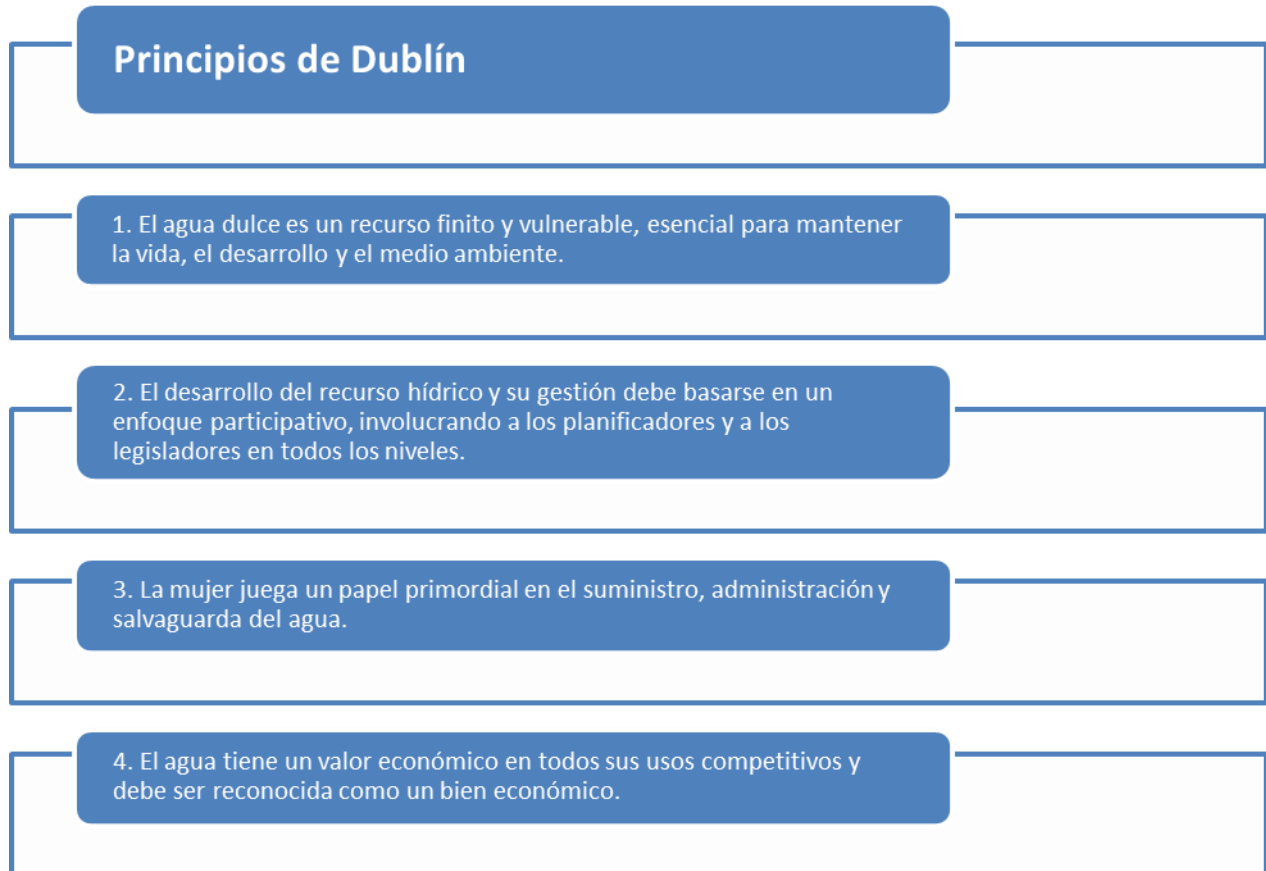 Principios de Dublín
1. El agua dulce es un recurso finito y vulnerable, esencial para mantener
la vida, el desarrollo y el medio ambiente.
2. El desarrollo del recurso hídrico y su gestión debe basarse en un
enfoque participativo, involucrando a los planificadores y a los
legisladores en todos los niveles.
3. La mujer juega un papel primordial en el suministro, administración y
salvaguarda del agua.
4. El agua tiene un valor económico en todos sus usos competitivos y
debe ser reconocida como un bien económico.